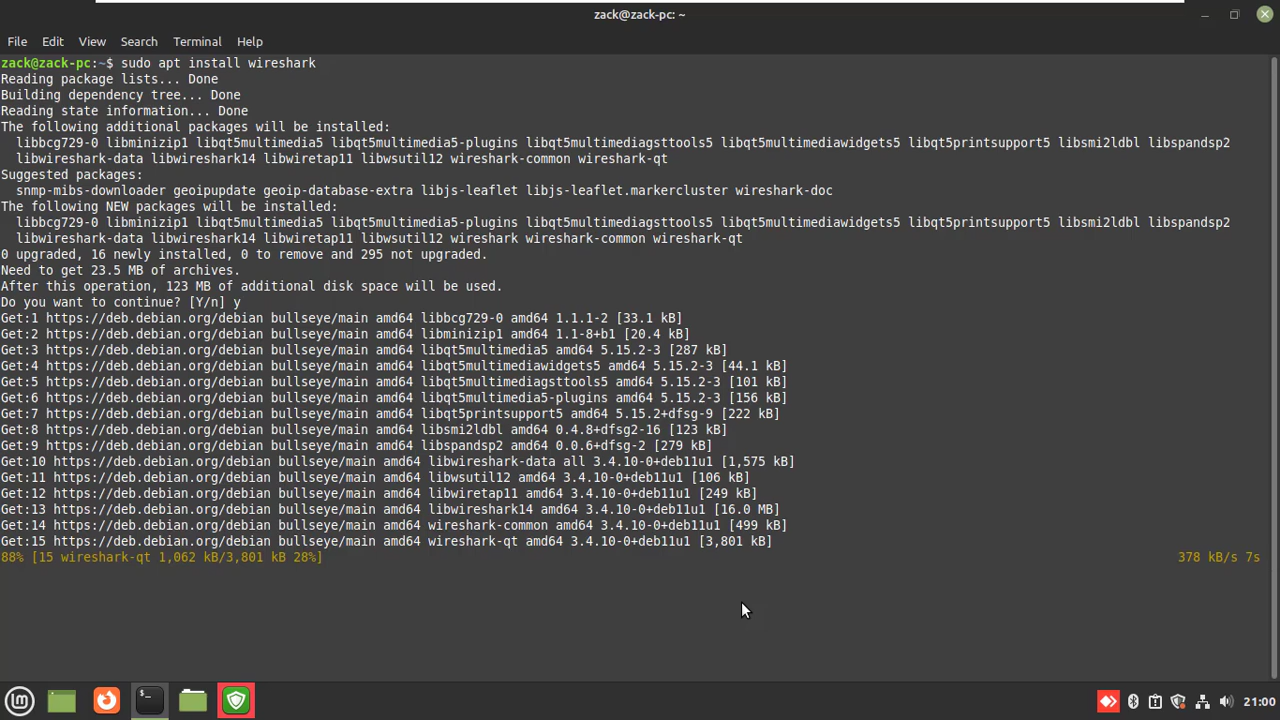 zack@zack-pc: ~
File Edit View Search Terminal Help
zack@zack-pc:~$ sudo apt install wireshark
Reading package lists... Done
Building dependency tree... Done
Reading state information... Done
The following additional packages will be installed:
  libbcg729-0 libminizip1 libqt5multimedia5 libqt5multimedia5-plugins libqt5multimediagsttools5 libqt5multimediawidgets5 libqt5printsupport5 libsmi2ldbl libspandsp2
  libwireshark-data libwireshark14 libwiretap11 libwsutil12 wireshark-common wireshark-qt
Suggested packages:
  snmp-mibs-downloader geoipupdate geoip-database-extra libjs-leaflet libjs-leaflet.markercluster wireshark-doc
The following NEW packages will be installed:
  libbcg729-0 libminizip1 libqt5multimedia5 libqt5multimedia5-plugins libqt5multimediagsttools5 libqt5multimediawidgets5 libqt5printsupport5 libsmi2ldbl libspandsp2
  libwireshark-data libwireshark14 libwiretap11 libwsutil12 wireshark wireshark-common wireshark-qt
0 upgraded, 16 newly installed, 0 to remove and 295 not upgraded.
Need to get 23.5 MB of archives.
After this operation, 123 MB of additional disk space will be used.
Do you want to continue? [Y/n] y
Get:1 https://deb.debian.org/debian bullseye/main amd64 libbcg729-0 amd64 1.1.1-2 [33.1 kB]
Get:2 https://deb.debian.org/debian bullseye/main amd64 libminizip1 amd64 1.1-8+b1 [20.4 kB]
Get:3 https://deb.debian.org/debian bullseye/main amd64 libqt5multimedia5 amd64 5.15.2-3 [287 kB]
Get:4 https://deb.debian.org/debian bullseye/main amd64 libqt5multimediawidgets5 amd64 5.15.2-3 [44.1 kB]
Get:5 https://deb.debian.org/debian bullseye/main amd64 libqt5multimediagsttools5 amd64 5.15.2-3 [101 kB]
Get:6 https://deb.debian.org/debian bullseye/main amd64 libqt5multimedia5-plugins amd64 5.15.2-3 [156 kB]
Get:7 https://deb.debian.org/debian bullseye/main amd64 libqt5printsupport5 amd64 5.15.2+dfsg-9 [222 kB]
Get:8 https://deb.debian.org/debian bullseye/main amd64 libsmi2ldbl amd64 0.4.8+dfsg2-16 [123 kB]
Get:9 https://deb.debian.org/debian bullseye/main amd64 libspandsp2 amd64 0.0.6+dfsg-2 [279 kB]
Get:10 https://deb.debian.org/debian bullseye/main amd64 libwireshark-data all 3.4.10-0+deb11u1 [1,575 kB]
Get:11 https://deb.debian.org/debian bullseye/main amd64 libwsutil12 amd64 3.4.10-0+deb11u1 [106 kB]
Get:12 https://deb.debian.org/debian bullseye/main amd64 libwiretap11 amd64 3.4.10-0+deb11u1 [249 kB]
Get:13 https://deb.debian.org/debian bullseye/main amd64 libwireshark14 amd64 3.4.10-0+deb11u1 [16.0 MB]
Get:14 https://deb.debian.org/debian bullseye/main amd64 wireshark-common amd64 3.4.10-0+deb11u1 [499 kB]
Get:15 https://deb.debian.org/debian bullseye/main amd64 wireshark-qt amd64 3.4.10-0+deb11u1 [3,801 kB]
88% [15 wireshark-qt 1,062 kB/3,801 kB 28%] 378 kB/s 7s
21:00